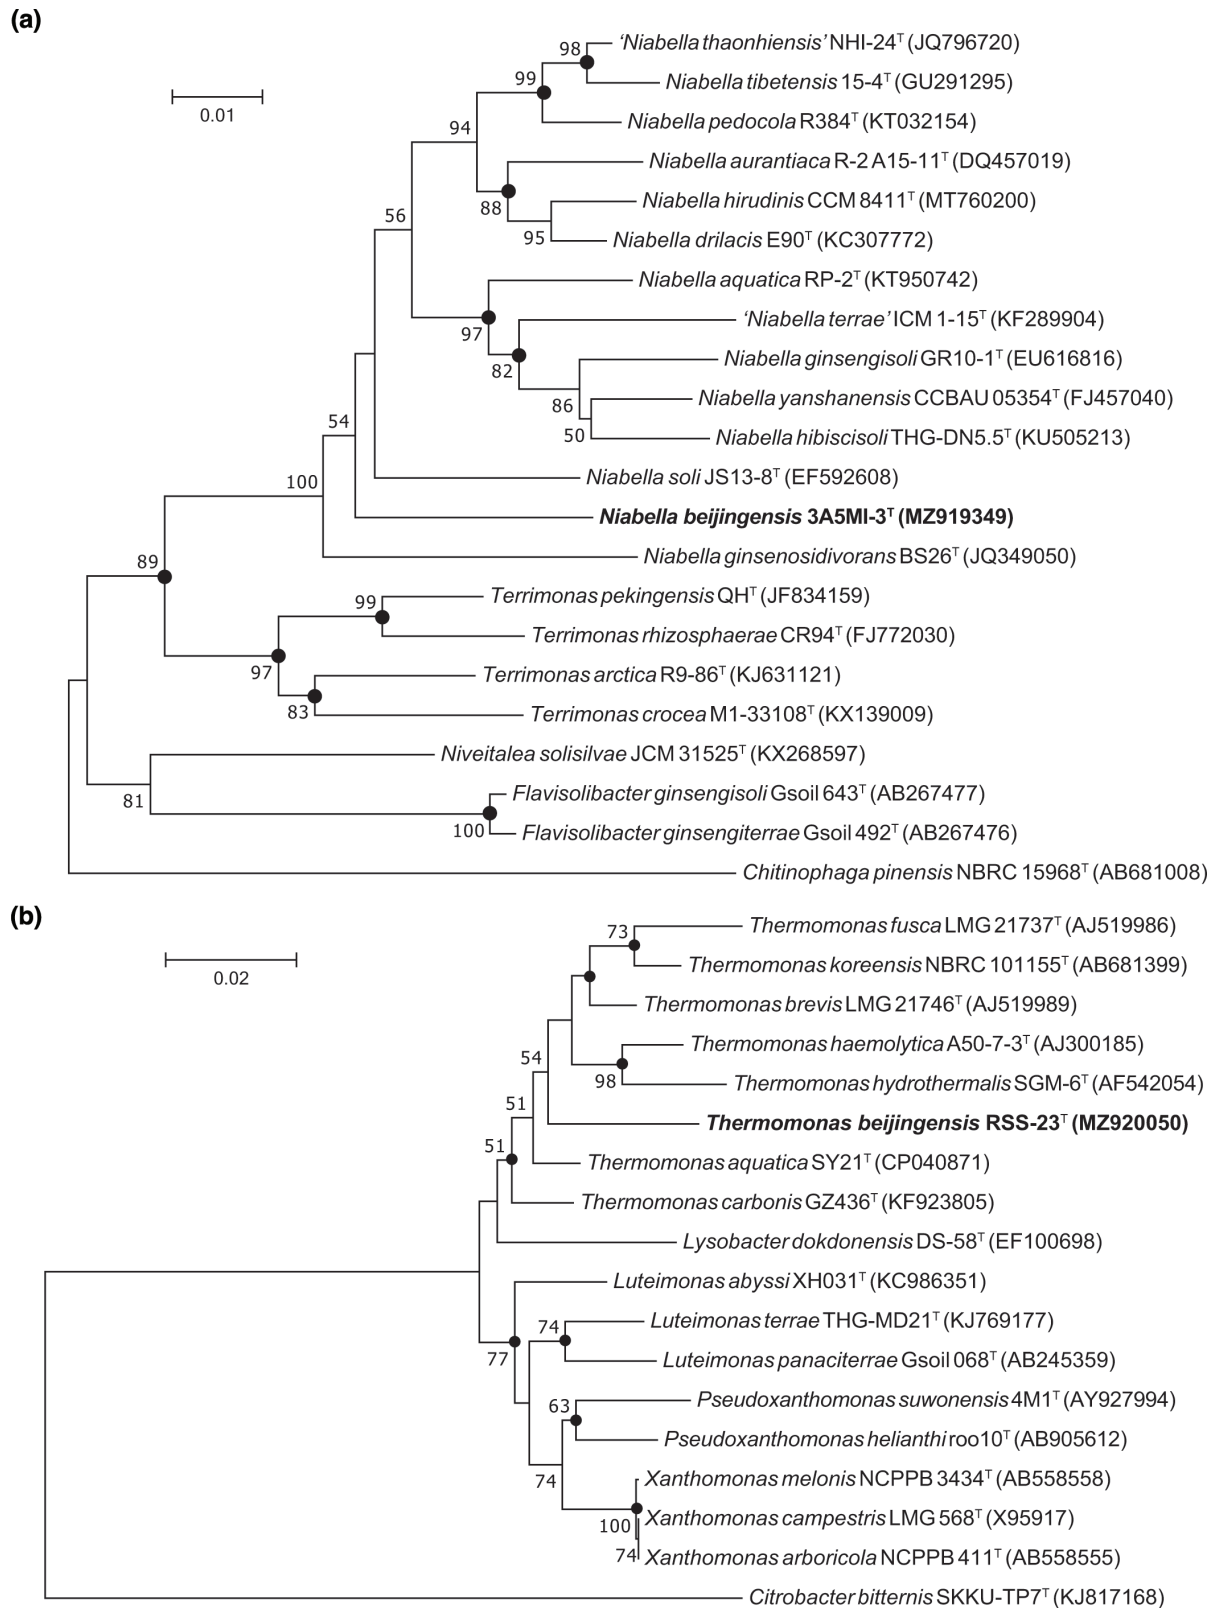 (a)
98
'Niabella thaonhiensis' NHI-24ᵀ (JQ796720)
0.01
99
Niabella tibetensis 15-4ᵀ (GU291295)
Niabella pedocola R384ᵀ (KT032154)
94
Niabella aurantiaca R-2 A15-11ᵀ (DQ457019)
88
Niabella hirudinis CCM 8411ᵀ (MT760200)
56
95
Niabella drilacis E90ᵀ (KC307772)
Niabella aquatica RP-2ᵀ (KT950742)
97
'Niabella terrae' ICM 1-15ᵀ (KF289904)
82
Niabella ginsengisoli GR10-1ᵀ (EU616816)
86
Niabella yanshanensis CCBAU 05354ᵀ (FJ457040)
54
50
Niabella hibiscisoli THG-DN5.5ᵀ (KU505213)
100
Niabella soli JS13-8ᵀ (EF592608)
Niabella beijingensis 3A5MI-3ᵀ (MZ919349)
89
Niabella ginsenosidivorans BS26ᵀ (JQ349050)
99
Terrimonas pekingensis QHᵀ (JF834159)
Terrimonas rhizosphaerae CR94ᵀ (FJ772030)
97
Terrimonas arctica R9-86ᵀ (KJ631121)
83
Terrimonas crocea M1-33108ᵀ (KX139009)
Niveitalea solisilvae JCM 31525ᵀ (KX268597)
81
Flavisolibacter ginsengisoli Gsoil 643ᵀ (AB267477)
100
Flavisolibacter ginsengiterrae Gsoil 492ᵀ (AB267476)
Chitinophaga pinensis NBRC 15968ᵀ (AB681008)
(b)
73
Thermomonas fusca LMG 21737ᵀ (AJ519986)
0.02
Thermomonas koreensis NBRC 101155ᵀ (AB681399)
Thermomonas brevis LMG 21746ᵀ (AJ519989)
54
Thermomonas haemolytica A50-7-3ᵀ (AJ300185)
98
Thermomonas hydrothermalis SGM-6ᵀ (AF542054)
51
Thermomonas beijingensis RSS-23ᵀ (MZ920050)
51
Thermomonas aquatica SY21ᵀ (CP040871)
Thermomonas carbonis GZ436ᵀ (KF923805)
Lysobacter dokdonensis DS-58ᵀ (EF100698)
Luteimonas abyssi XH031ᵀ (KC986351)
74
Luteimonas terrae THG-MD21ᵀ (KJ769177)
77
Luteimonas panaciterrae Gsoil 068ᵀ (AB245359)
63
Pseudoxanthomonas suwonensis 4M1ᵀ (AY927994)
Pseudoxanthomonas helianthi roo10ᵀ (AB905612)
74
Xanthomonas melonis NCPPB 3434ᵀ (AB558558)
100
Xanthomonas campestris LMG 568ᵀ (X95917)
74
Xanthomonas arboricola NCPPB 411ᵀ (AB558555)
Citrobacter bitternis SKKU-TP7ᵀ (KJ817168)